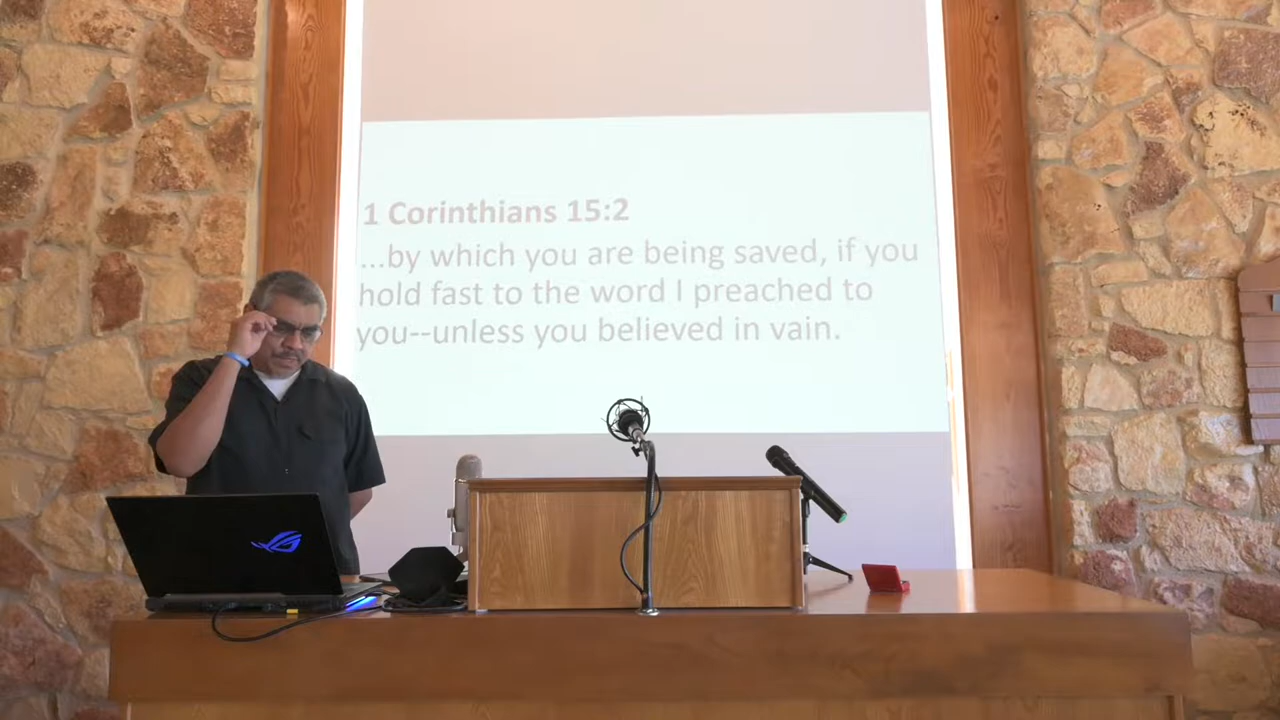 1 Corinthians 15:2
...by which you are being saved, if you
hold fast to the word I preached to
you--unless you believed in vain.